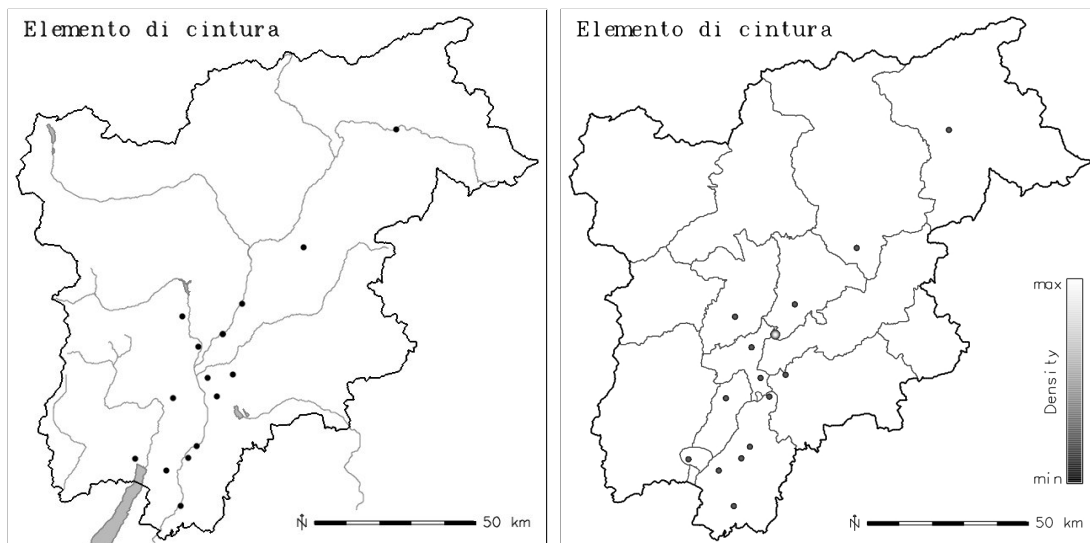 Elemento di cintura
N
50 km
Elemento di cintura
max
Density
min
N
50 km